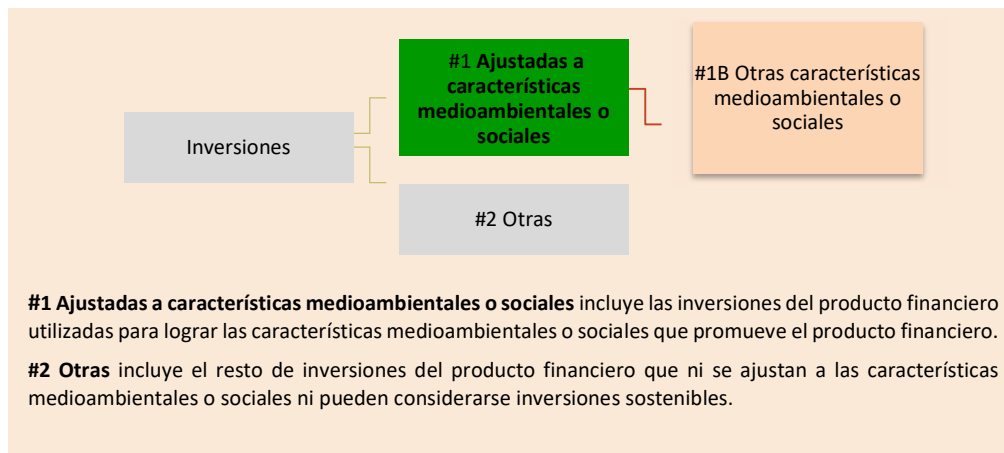 #1 Ajustadas a
características
medioambientales o
sociales
#1B Otras características
medioambientales o
sociales
Inversiones
#2 Otras
#1 Ajustadas a características medioambientales o sociales incluye las inversiones del producto financiero
utilizadas para lograr las características medioambientales o sociales que promueve el producto financiero.
#2 Otras incluye el resto de inversiones del producto financiero que ni se ajustan a las características
medioambientales o sociales ni pueden considerarse inversiones sostenibles.